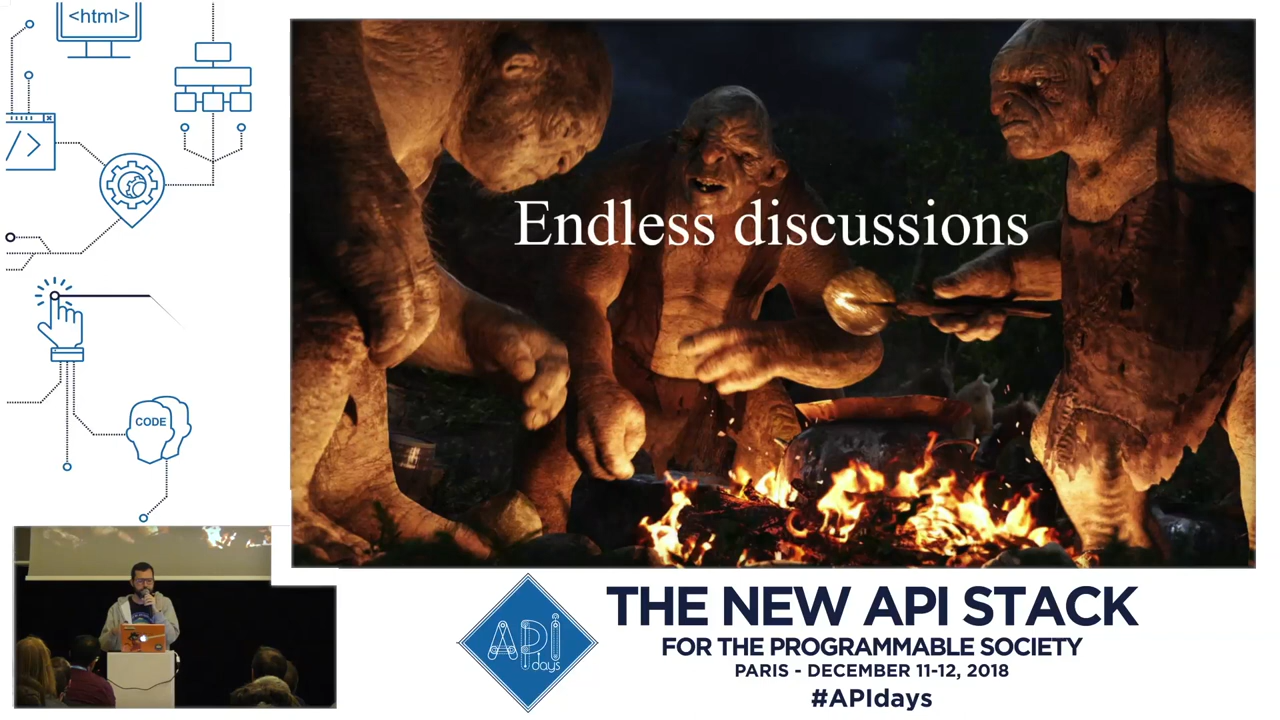 <html>
</>
CODE
Endless discussions
API
days
THE NEW API STACK
FOR THE PROGRAMMABLE SOCIETY
PARIS - DECEMBER 11-12, 2018
#APIdays